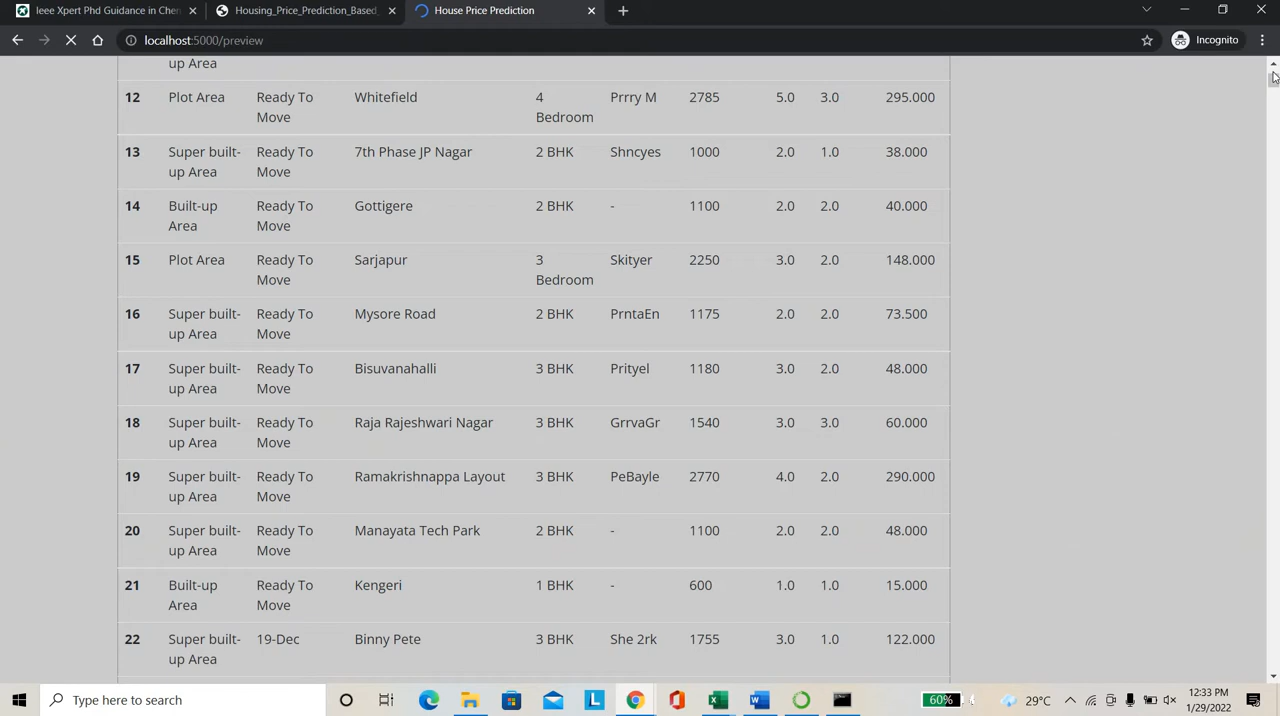 Ieee Xpert Phd Guidance in Chen
Housing_Price_Prediction_Based
House Price Prediction
localhost:5000/preview
Incognito
up Area
12 Plot Area Ready To Move Whitefield 4 Bedroom Prrry M 2785 5.0 3.0 295.000
13 Super built-up Area Ready To Move 7th Phase JP Nagar 2 BHK Shncyes 1000 2.0 1.0 38.000
14 Built-up Area Ready To Move Gottigere 2 BHK - 1100 2.0 2.0 40.000
15 Plot Area Ready To Move Sarjapur 3 Bedroom Skityer 2250 3.0 2.0 148.000
16 Super built-up Area Ready To Move Mysore Road 2 BHK PrntaEn 1175 2.0 2.0 73.500
17 Super built-up Area Ready To Move Bisuvanahalli 3 BHK Prityel 1180 3.0 2.0 48.000
18 Super built-up Area Ready To Move Raja Rajeshwari Nagar 3 BHK GrrvaGr 1540 3.0 3.0 60.000
19 Super built-up Area Ready To Move Ramakrishnappa Layout 3 BHK PeBayle 2770 4.0 2.0 290.000
20 Super built-up Area Ready To Move Manayata Tech Park 2 BHK - 1100 2.0 2.0 48.000
21 Built-up Area Ready To Move Kengeri 1 BHK - 600 1.0 1.0 15.000
22 Super built-up Area 19-Dec Binny Pete 3 BHK She 2rk 1755 3.0 1.0 122.000
Type here to search
60%
29°C
12:33 PM
1/29/2022